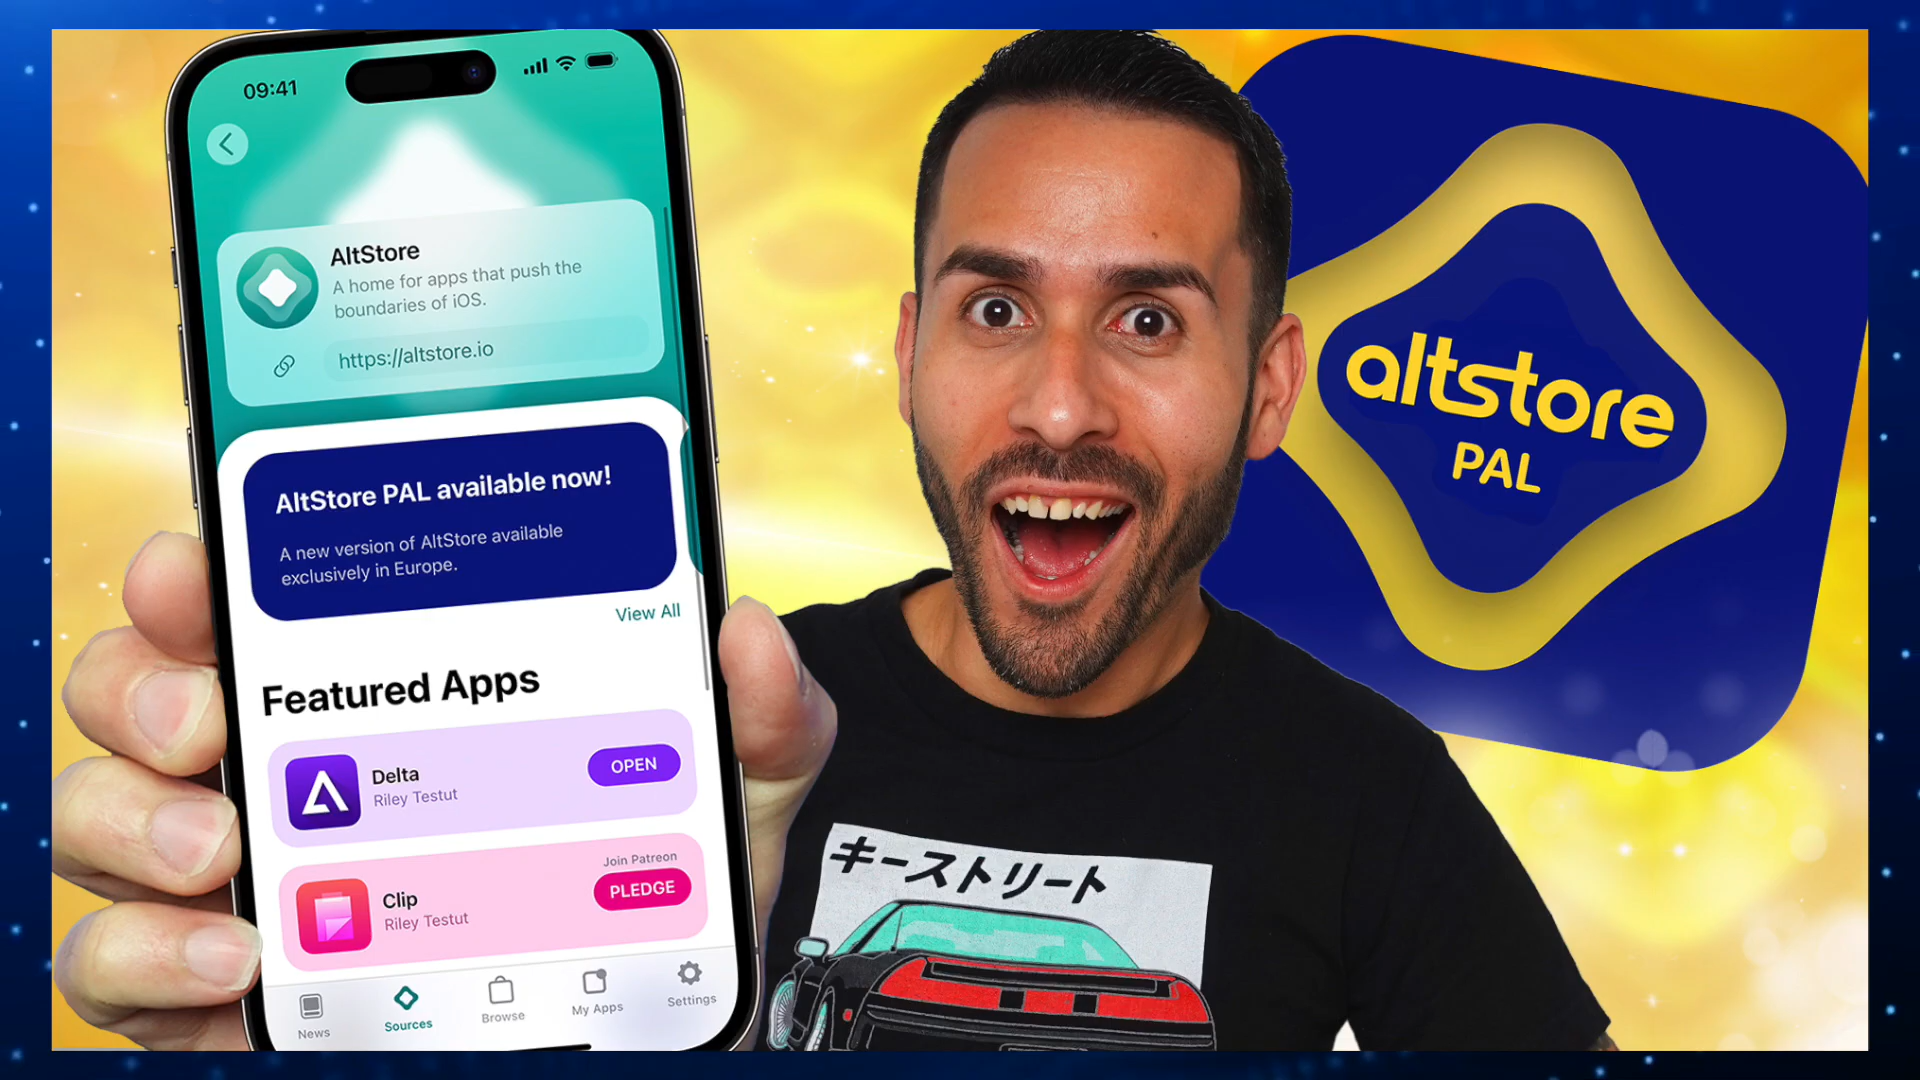 09:41
AltStore
A home for apps that push the
boundaries of iOS.
https://altstore.io
AltStore PAL available now!
A new version of AltStore available
exclusively in Europe.
View All
Featured Apps
Delta
Riley Testut
OPEN
Join Patreon
Clip
Riley Testut
PLEDGE
News
Sources
Browse
My Apps
Settings
キーストリート
altstore
PAL